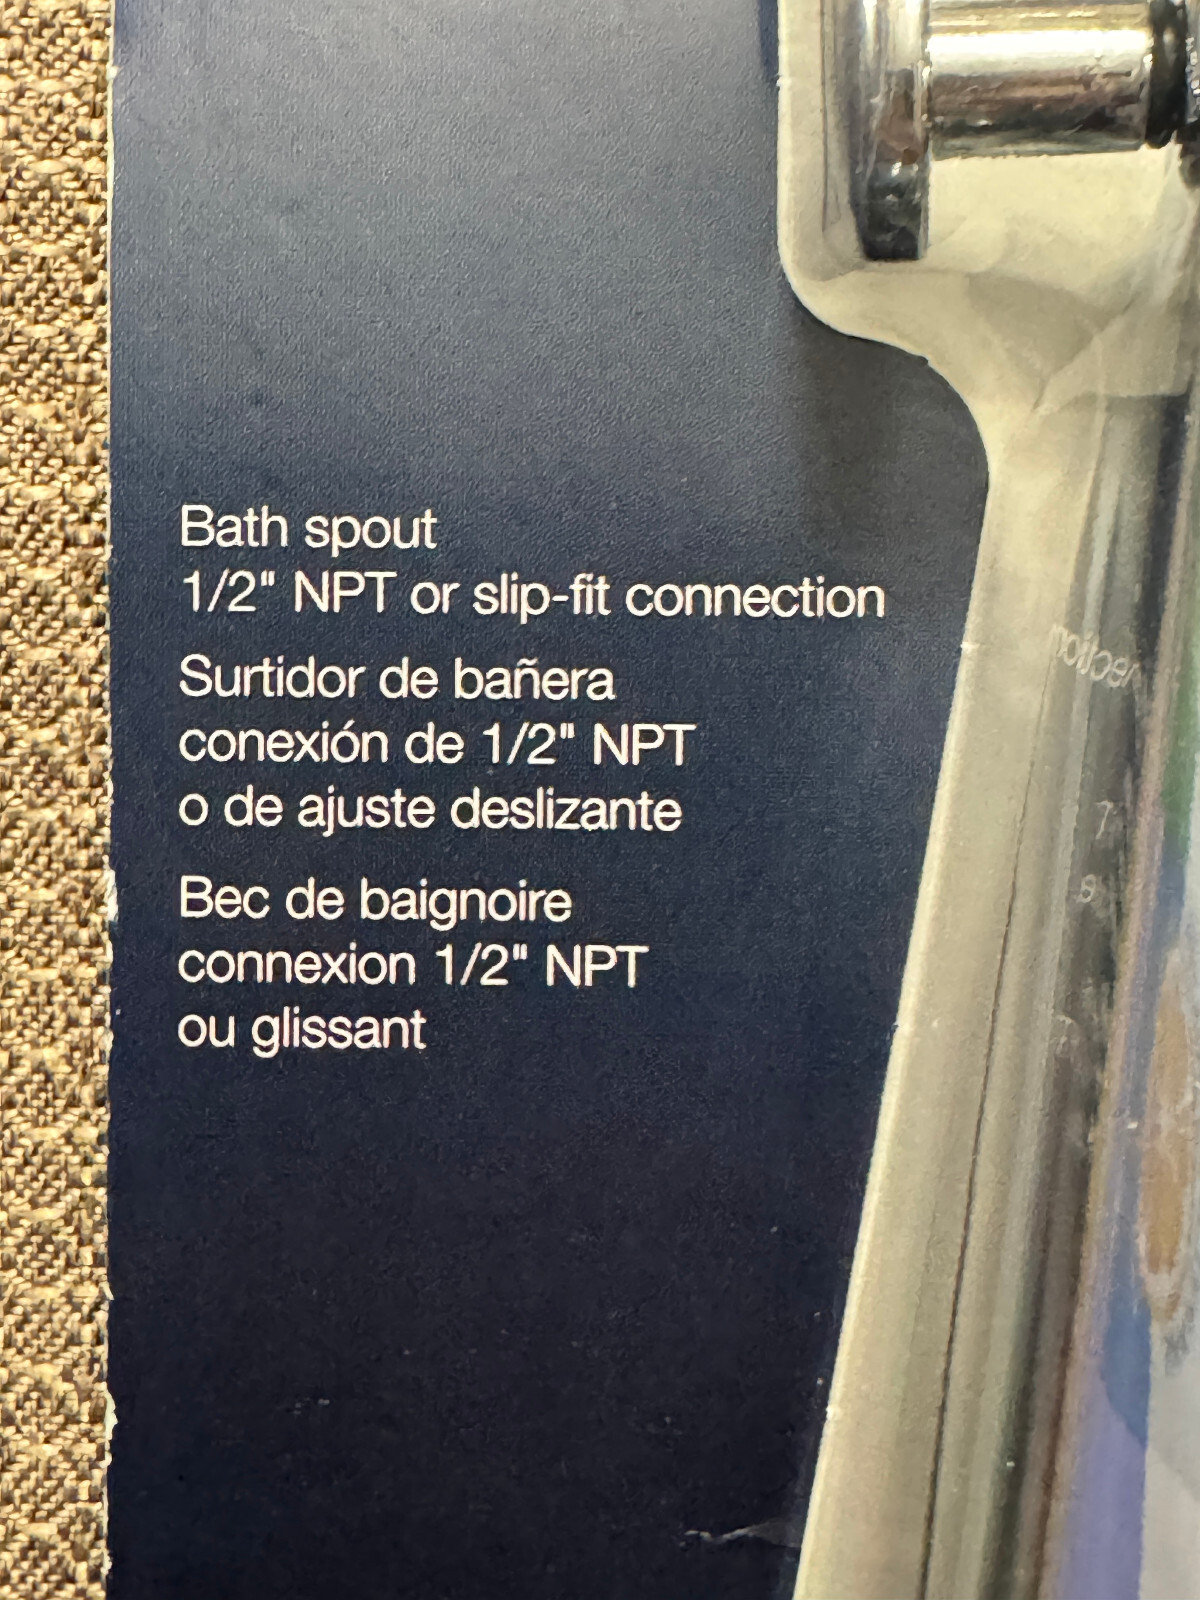 Bath spout
1/2" NPT or slip-fit connection
Surtidor de bañera
conexión de 1/2" NPT
o de ajuste deslizante
Bec de baignoire
connexion 1/2" NPT
ou glissant